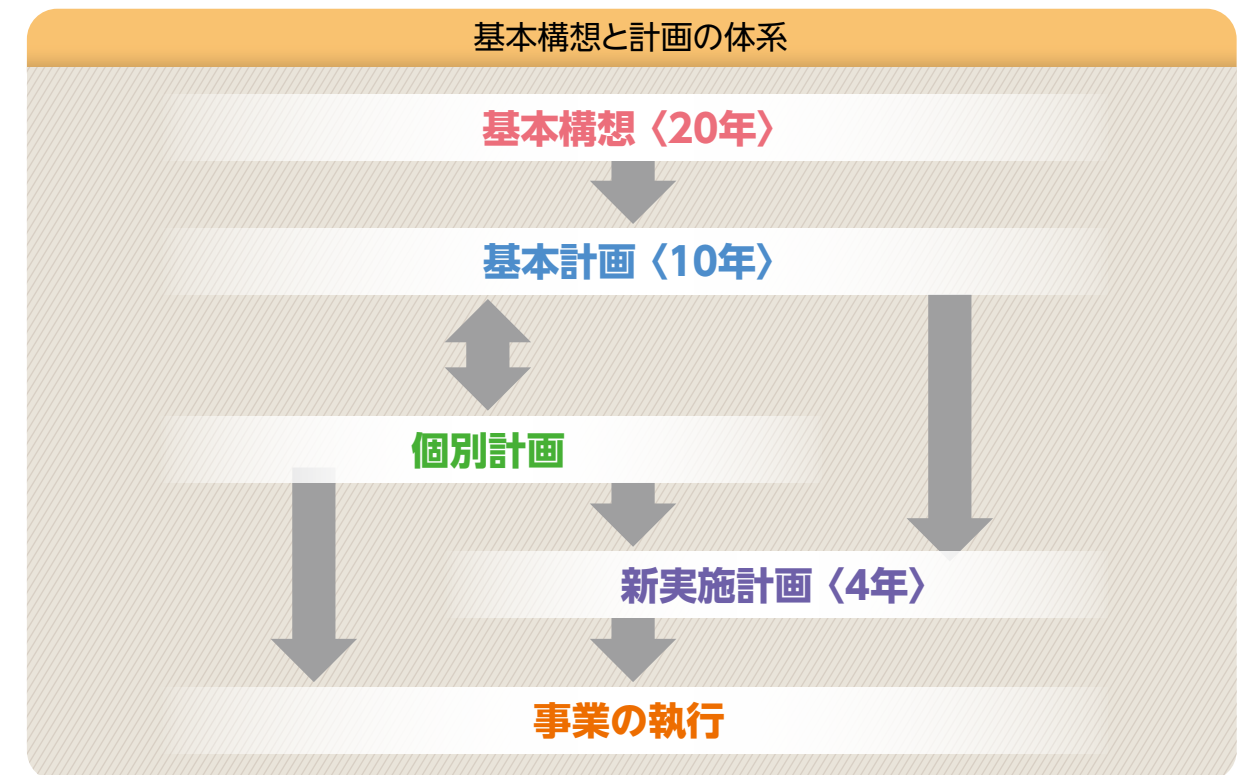 基本構想と計画の体系
基本構想〈20年〉
基本計画〈10年〉
個別計画
新実施計画〈4年〉
事業の執行